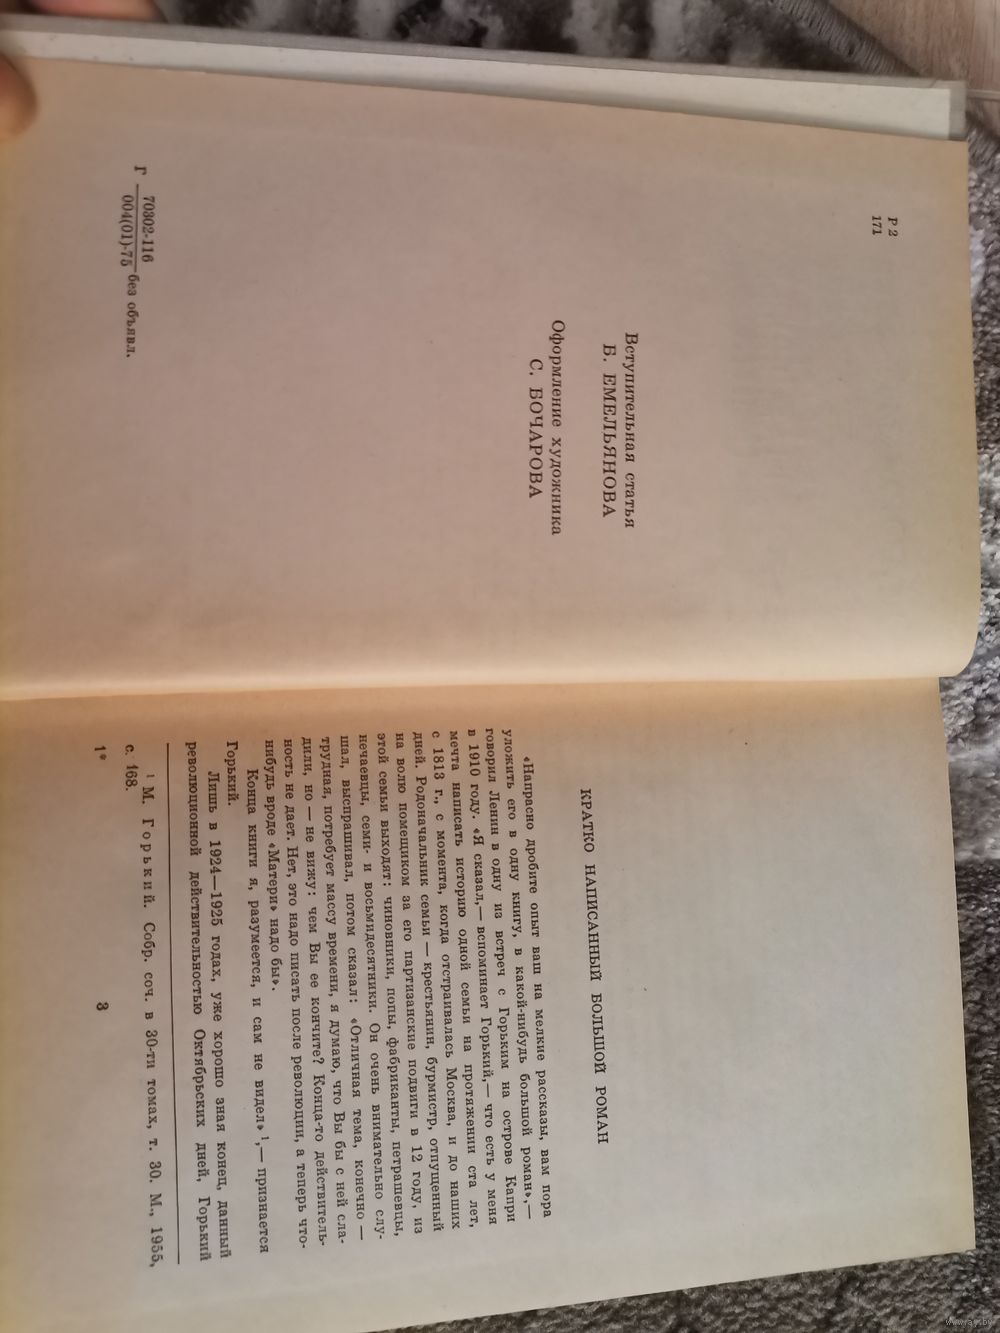 Р 2
171
Вступительная статья
Б. ЕМЕЛЬЯНОВА
Оформление художника
С. БОЧАРОВА
Г 70302-116
004(01)-75 без объявл.
КРАТКО НАПИСАННЫЙ БОЛЬШОЙ РОМАН
«Напрасно дробите опыт ваш на мелкие рассказы, вам пора
уложить его в одну книгу, в какой-нибудь большой роман»,—
говорил Ленин в одну из встреч с Горьким на острове Капри
в 1910 году. «Я сказал,— вспоминает Горький,— что есть у меня
мечта написать историю одной семьи на протяжении ста лет,
с 1813 г., с момента, когда отстраивалась Москва, и до наших
дней. Родоначальник семьи — крестьянин, бурмистр, отпущенный
на волю помещиком за его партизанские подвиги в 12 году, из
этой семьи выходят: чиновники, попы, фабриканты, петрашевцы,
нечаевцы, семи- и восьмидесятники. Он очень внимательно слу-
шал, выспрашивал, потом сказал: «Отличная тема, конечно —
трудная, потребует массу времени, я думаю, что Вы бы с ней сла-
дили, но — не вижу: чем Вы ее кончите? Конца-то действитель-
ность не дает. Нет, это надо писать после революции, а теперь что-
нибудь вроде «Матери» надо бы».
Конца книги я, разумеется, и сам не видел» 1,— признается
Горький.
Лишь в 1924—1925 годах, уже хорошо зная конец, данный
революционной действительностью Октябрьских дней, Горький
1 М. Горький. Собр. соч. в 30-ти томах, т. 30. М., 1955,
с. 168.
1*
3
www.ay.by